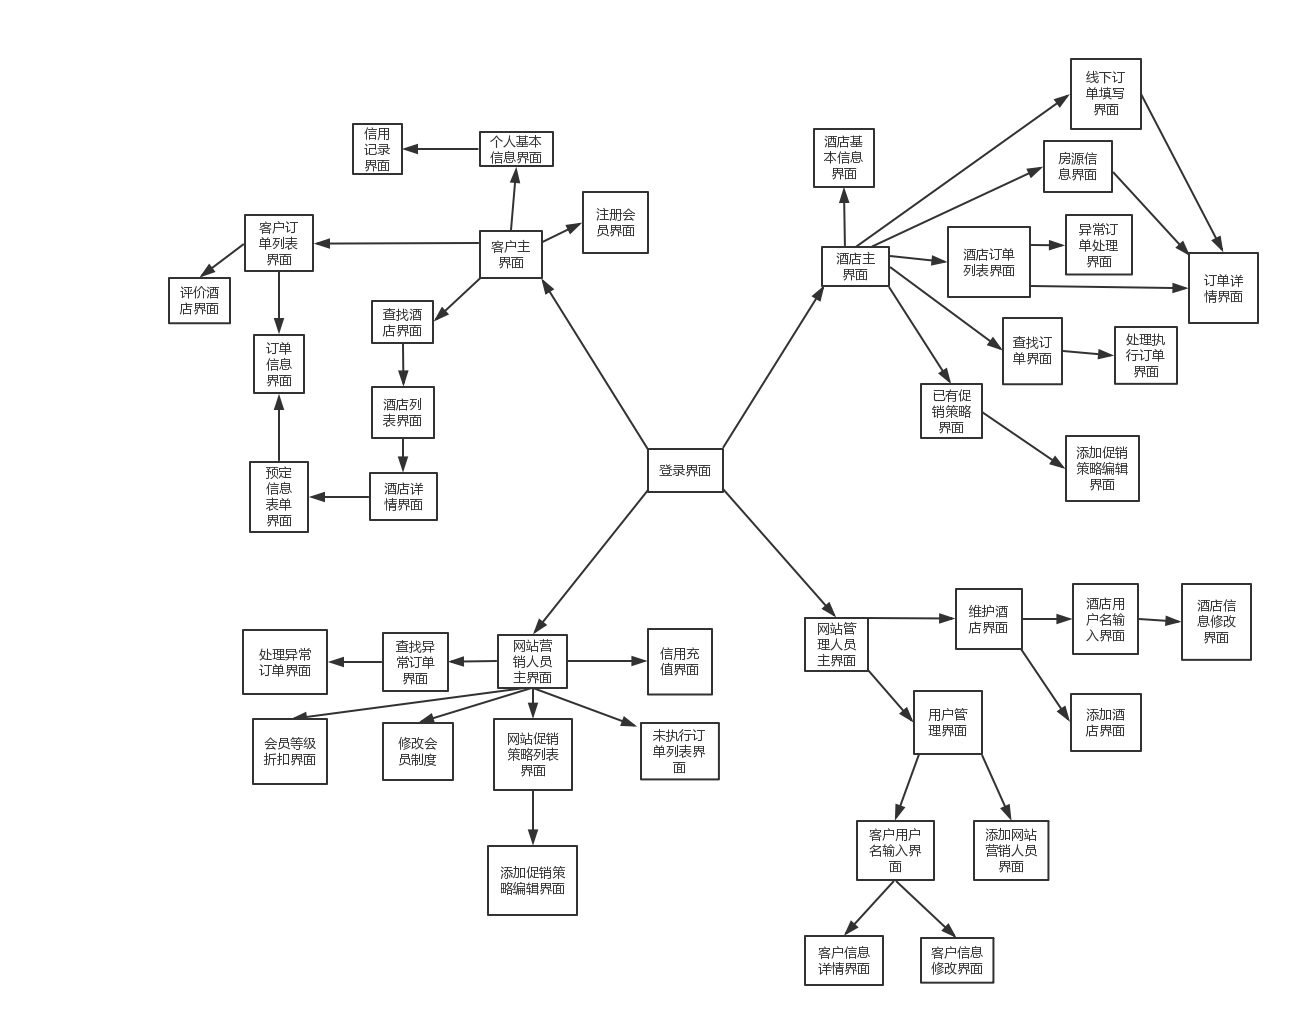 线下订
单填写
界面
信用
记录
界面
个人基本
信息界面
酒店基
本信息
界面
房源信
息界面
注册会
员界面
客户订
单列表
界面
客户主
界面
酒店主
界面
酒店订单
列表界面
异常订
单处理
界面
订单详
情界面
评价酒
店界面
查找酒
店界面
订单
信息
界面
查找订
单界面
处理执
行订单
界面
酒店列
表界面
已有促
销策略
界面
登录界面
添加促销
策略编辑
界面
预定
信息
表单
界面
酒店详
情界面
维护酒
店界面
酒店用
户名输
入界面
酒店信
息修改
界面
处理异常
订单界面
查找异
常订单
界面
网站营
销人员
主界面
信用充
值界面
网站管
理人员
主界面
用户管
理界面
添加酒
店界面
会员等级
折扣界面
修改会
员制度
网站促销
策略列表
界面
未执行订
单列表界
面
客户用户
名输入界
面
添加网站
营销人员
界面
添加促销策
略编辑界面
客户信息
详情界面
客户信息
修改界面